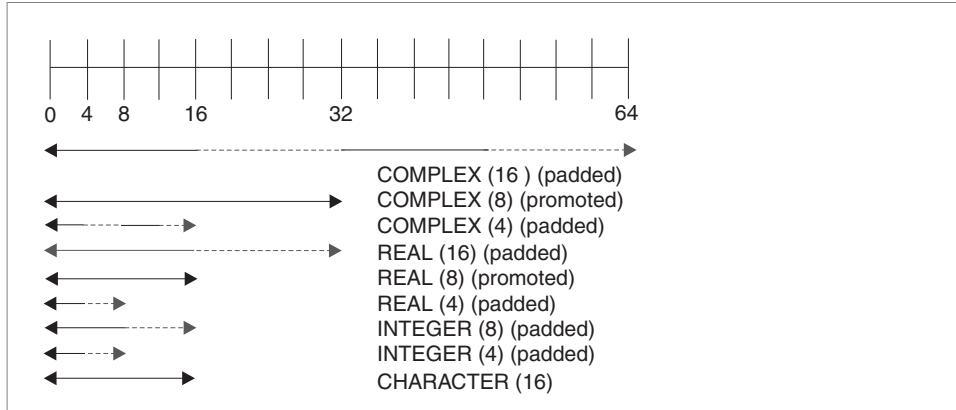 0 4 8 16 32 64
COMPLEX (16 ) (padded)
COMPLEX (8) (promoted)
COMPLEX (4) (padded)
REAL (16) (padded)
REAL (8) (promoted)
REAL (4) (padded)
INTEGER (8) (padded)
INTEGER (4) (padded)
CHARACTER (16)